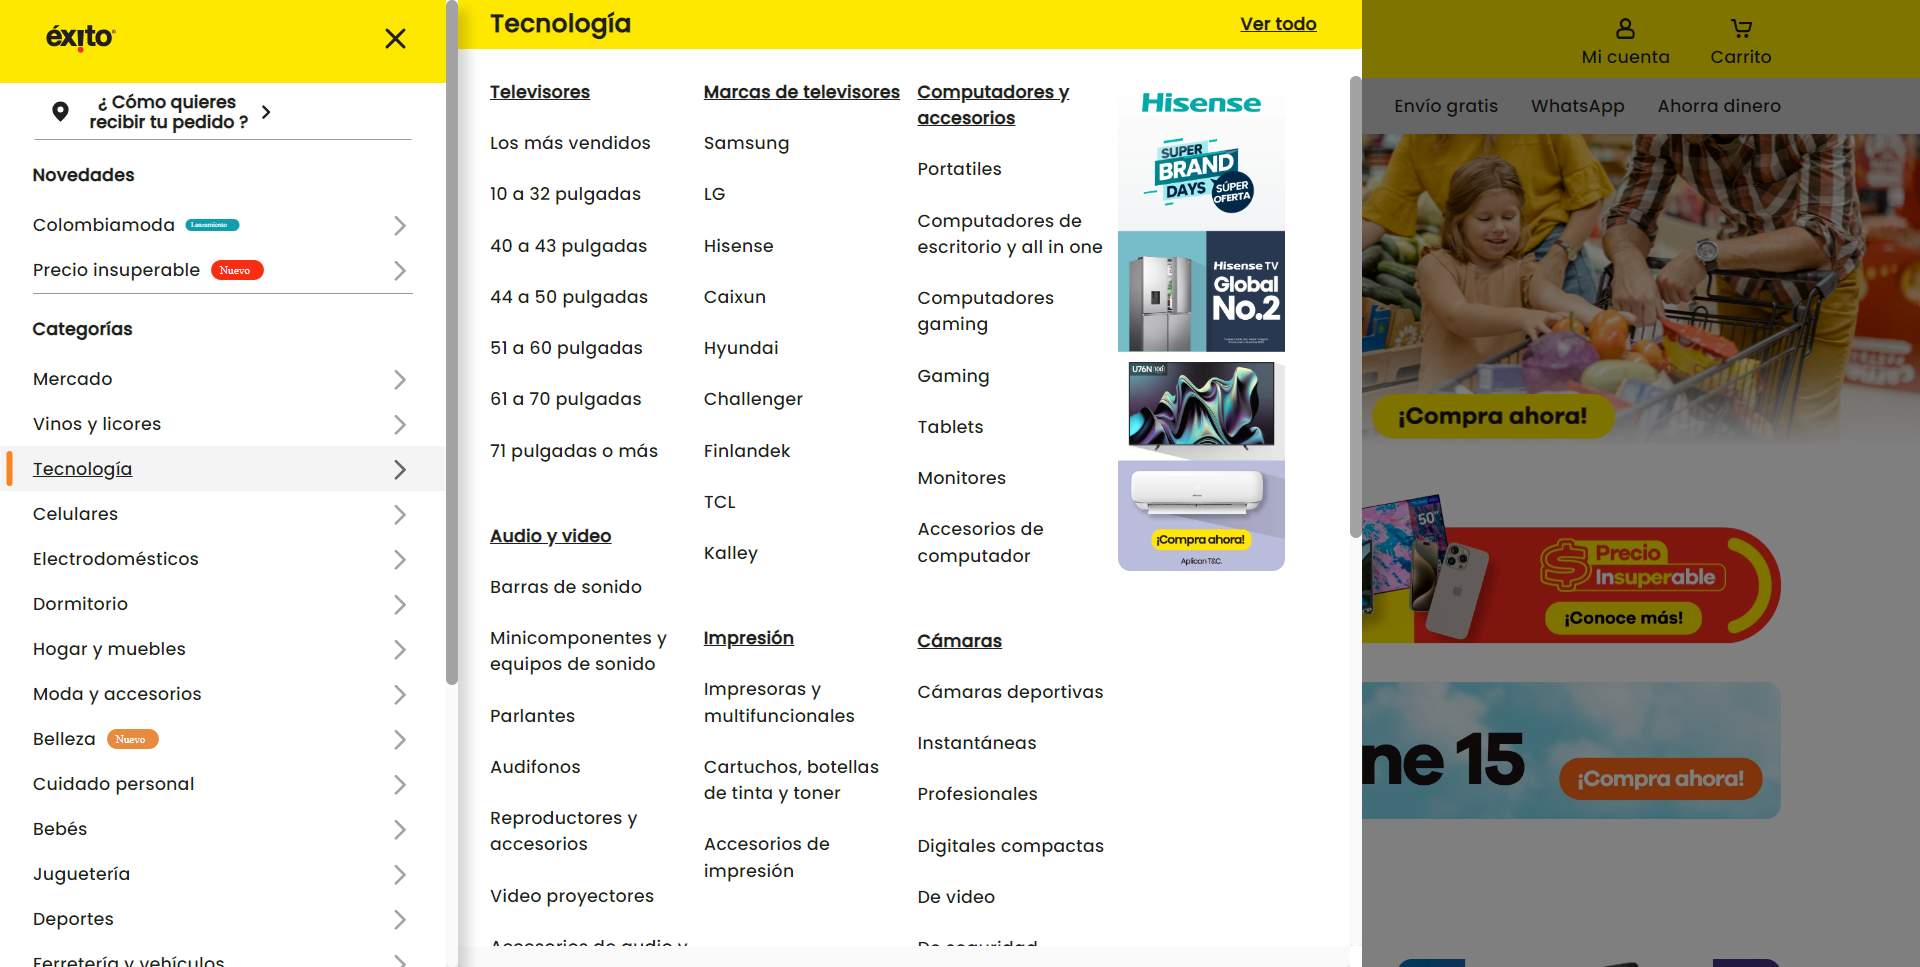 éxito
¿ Cómo quieres
recibir tu pedido ?
Novedades
Colombiamoda Lanzamiento
Precio insuperable Nuevo
Categorías
Mercado
Vinos y licores
Tecnología
Celulares
Electrodomésticos
Dormitorio
Hogar y muebles
Moda y accesorios
Belleza Nuevo
Cuidado personal
Bebés
Juguetería
Deportes
Ferretería y vehículos
Tecnología
Ver todo
Televisores
Los más vendidos
10 a 32 pulgadas
40 a 43 pulgadas
44 a 50 pulgadas
51 a 60 pulgadas
61 a 70 pulgadas
71 pulgadas o más
Audio y video
Barras de sonido
Minicomponentes y
equipos de sonido
Parlantes
Audifonos
Reproductores y
accesorios
Video proyectores
Accesorios de audio y
Marcas de televisores
Samsung
LG
Hisense
Caixun
Hyundai
Challenger
Finlandek
TCL
Kalley
Impresión
Impresoras y
multifuncionales
Cartuchos, botellas
de tinta y toner
Accesorios de
impresión
Computadores y
accesorios
Portatiles
Computadores de
escritorio y all in one
Computadores
gaming
Gaming
Tablets
Monitores
Accesorios de
computador
Cámaras
Cámaras deportivas
Instantáneas
Profesionales
Digitales compactas
De video
De seguridad
Hisense
SUPER
BRAND
DAYS
SÚPER
OFERTA
Hisense TV
Global
No.2
U76N 100"
¡Compra ahora!
Aplican T&C.
Mi cuenta
Carrito
Envío gratis
WhatsApp
Ahorra dinero
¡Compra ahora!
50"
Precio
Insuperable
¡Conoce más!
ne 15
¡Compra ahora!